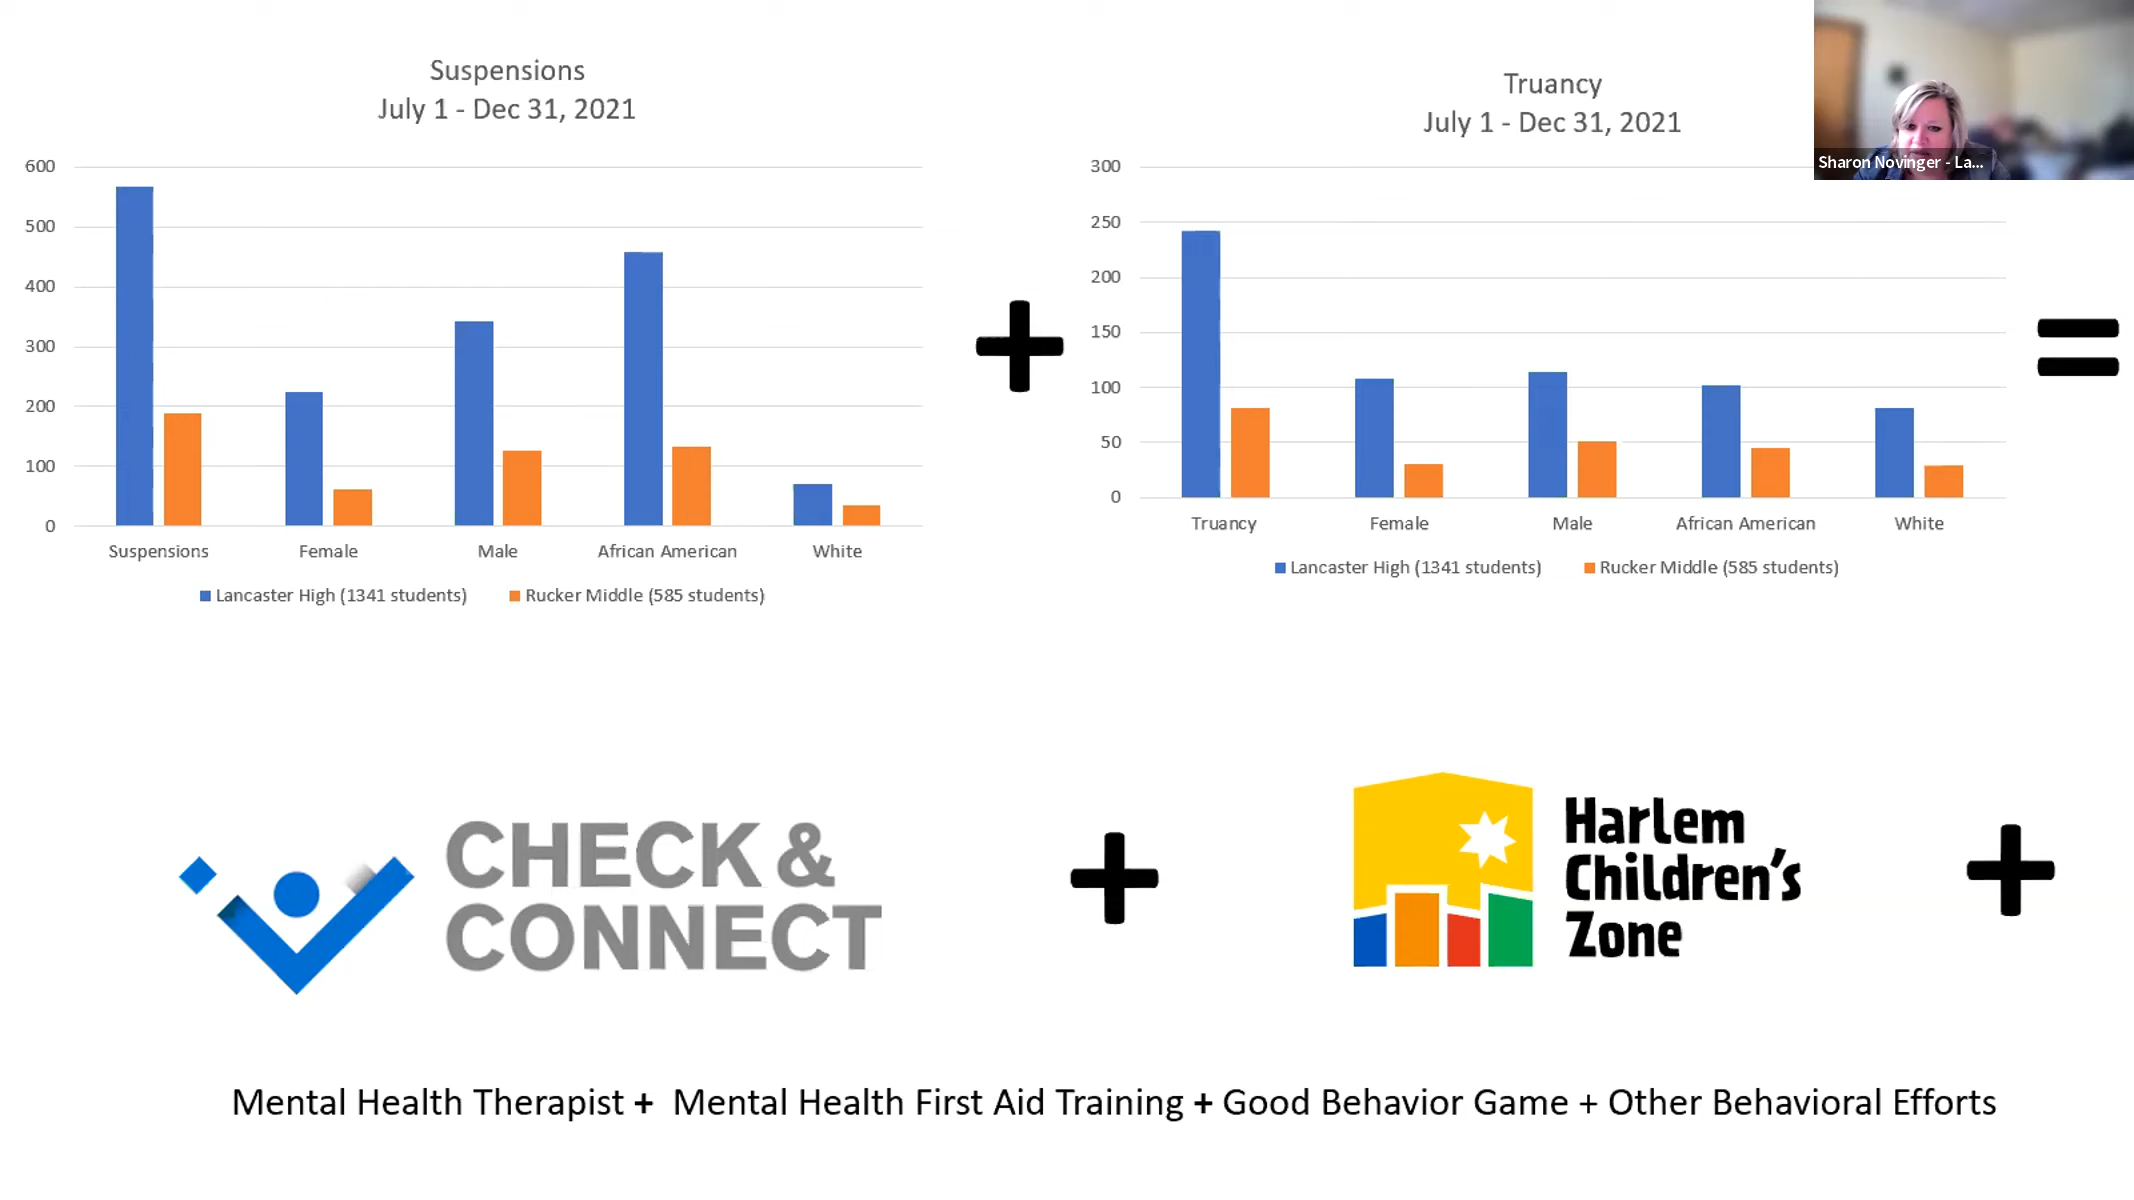 Suspensions
July 1 - Dec 31, 2021
600
500
400
300
200
100
0
Suspensions
Female
Male
African American
White
Lancaster High (1341 students)
Rucker Middle (585 students)
+
Truancy
July 1 - Dec 31, 2021
300
250
200
150
100
50
0
Truancy
Female
Male
African American
White
Lancaster High (1341 students)
Rucker Middle (585 students)
=
Sharon Novinger - La...
CHECK &
CONNECT
+
Harlem
Children's
Zone
+
Mental Health Therapist + Mental Health First Aid Training + Good Behavior Game + Other Behavioral Efforts